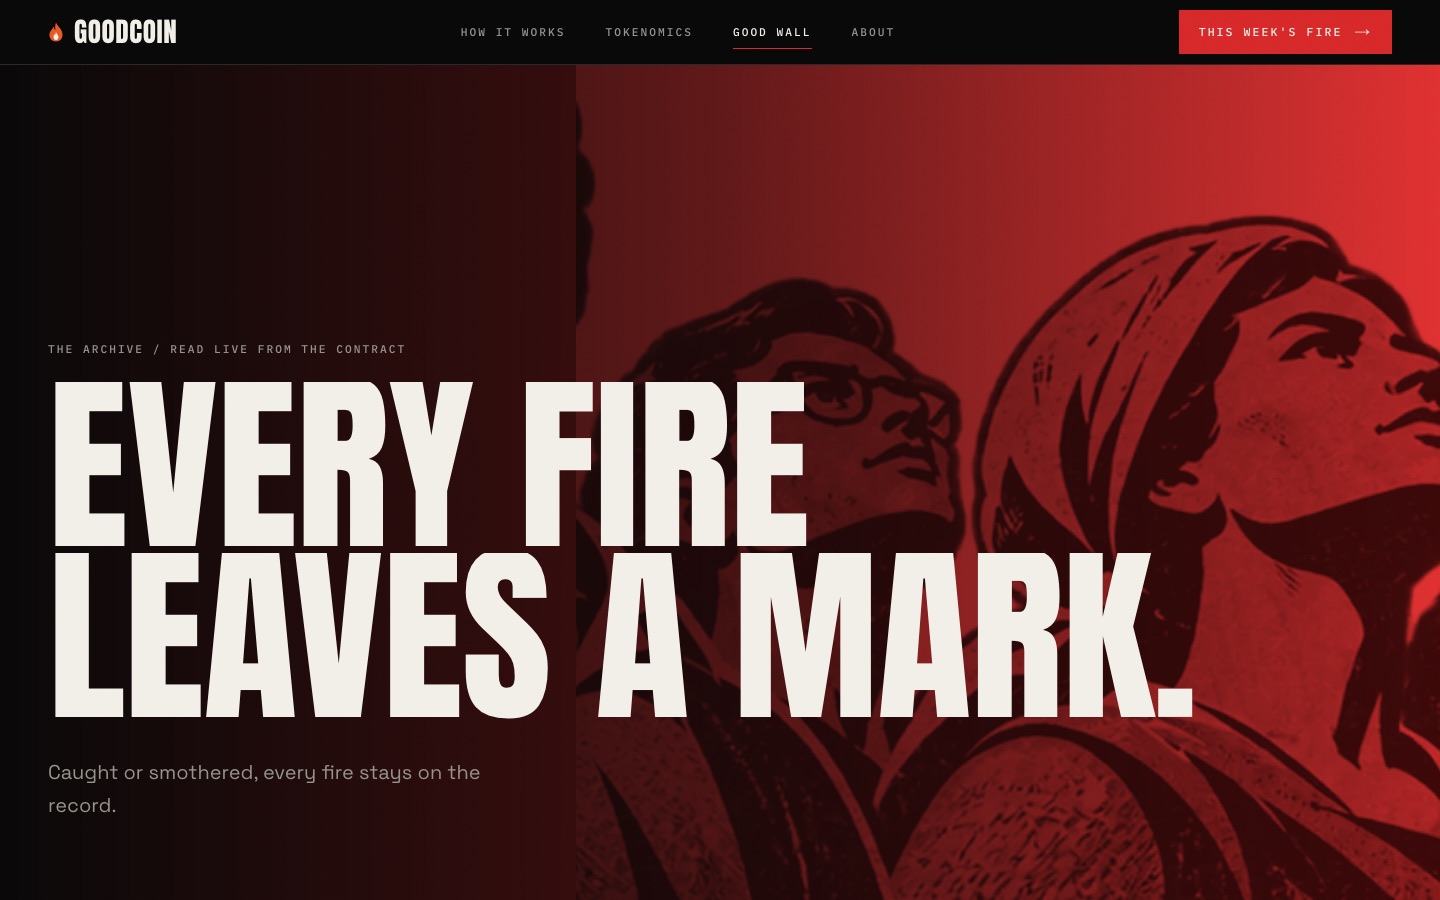 GOODCOIN
HOW IT WORKS
TOKENOMICS
GOOD WALL
ABOUT
THIS WEEK'S FIRE →
THE ARCHIVE / READ LIVE FROM THE CONTRACT
EVERY FIRE
LEAVES A MARK.
Caught or smothered, every fire stays on the
record.